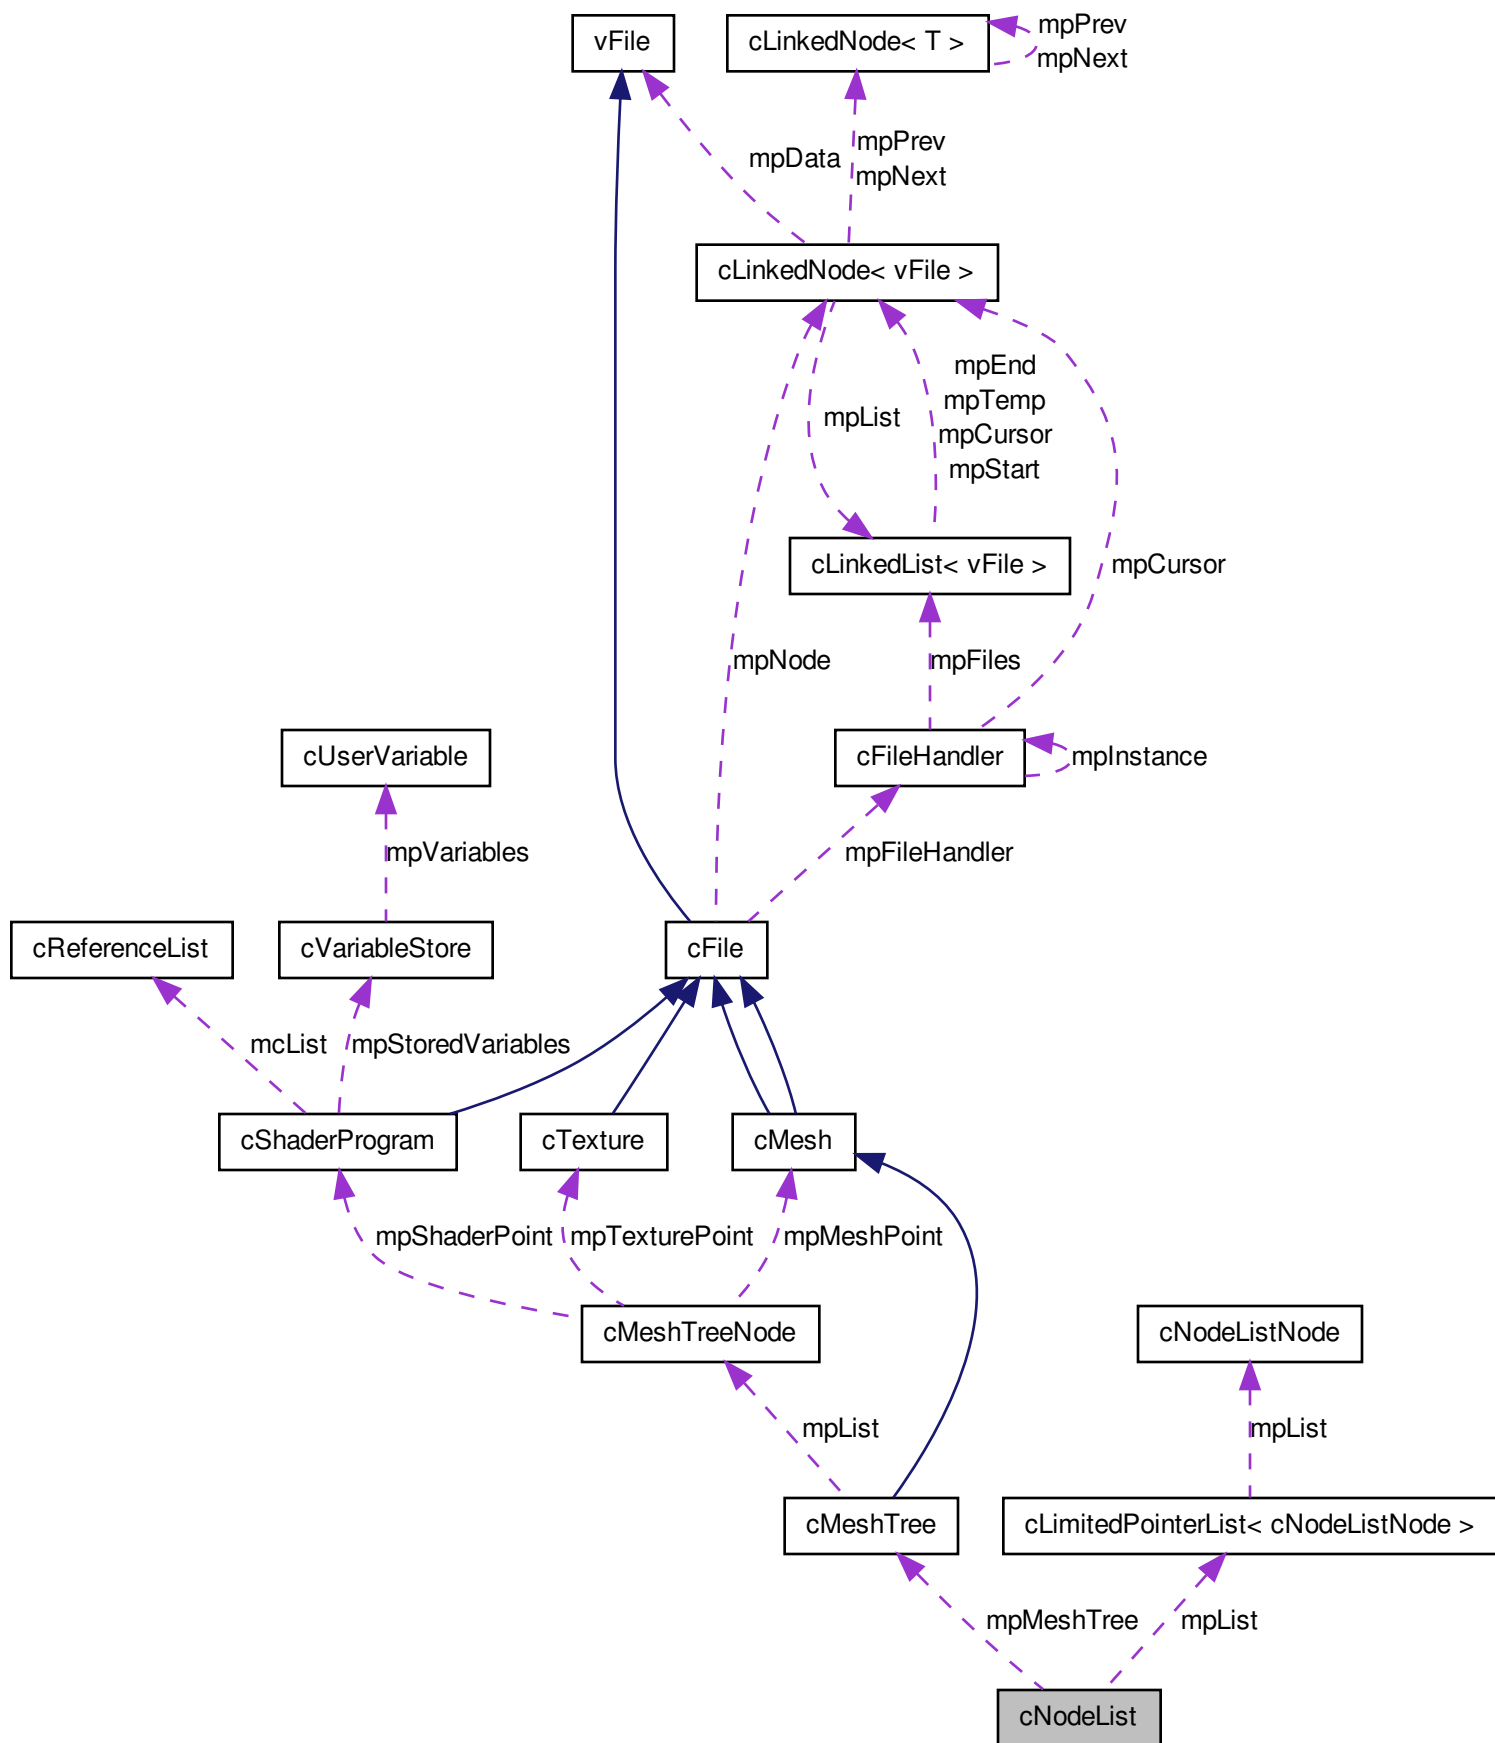 vFile
cLinkedNode< T >
mpPrev
mpNext
mpData
mpPrev
mpNext
cLinkedNode< vFile >
mpList
mpEnd
mpTemp
mpCursor
mpStart
cLinkedList< vFile >
mpCursor
mpNode
mpFiles
cUserVariable
cFileHandler
mpInstance
mpVariables
mpFileHandler
cReferenceList
cVariableStore
cFile
mcList
mpStoredVariables
cShaderProgram
cTexture
cMesh
mpShaderPoint
mpTexturePoint
mpMeshPoint
cMeshTreeNode
cNodeListNode
mpList
mpList
cMeshTree
cLimitedPointerList< cNodeListNode >
mpMeshTree
mpList
cNodeList